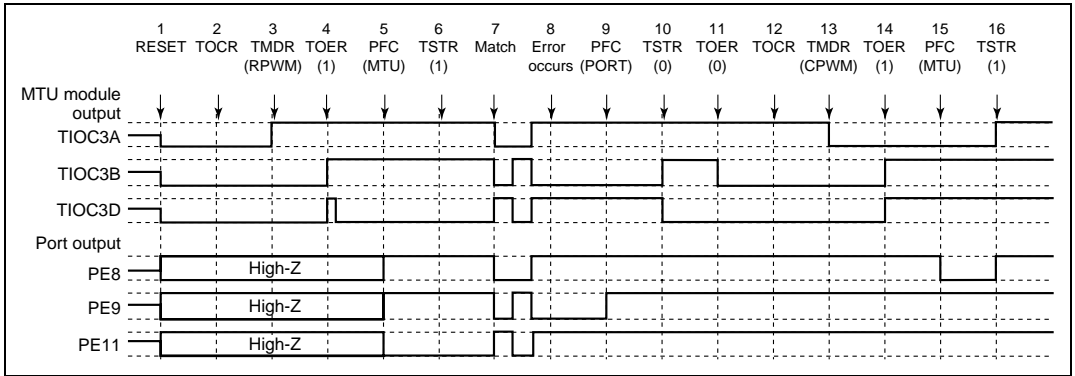 1 2 3 4 5 6 7 8 9 10 11 12 13 14 15 16
RESET TOCR TMDR TOER PFC TSTR Match Error PFC TSTR TOER TOCR TMDR TOER PFC TSTR
(RPWM) (1) (MTU) (1) occurs (PORT) (0) (0) (CPWM) (1) (MTU) (1)
MTU module
output
TIOC3A
TIOC3B
TIOC3D
Port output
PE8 High-Z
PE9 High-Z
PE11 High-Z